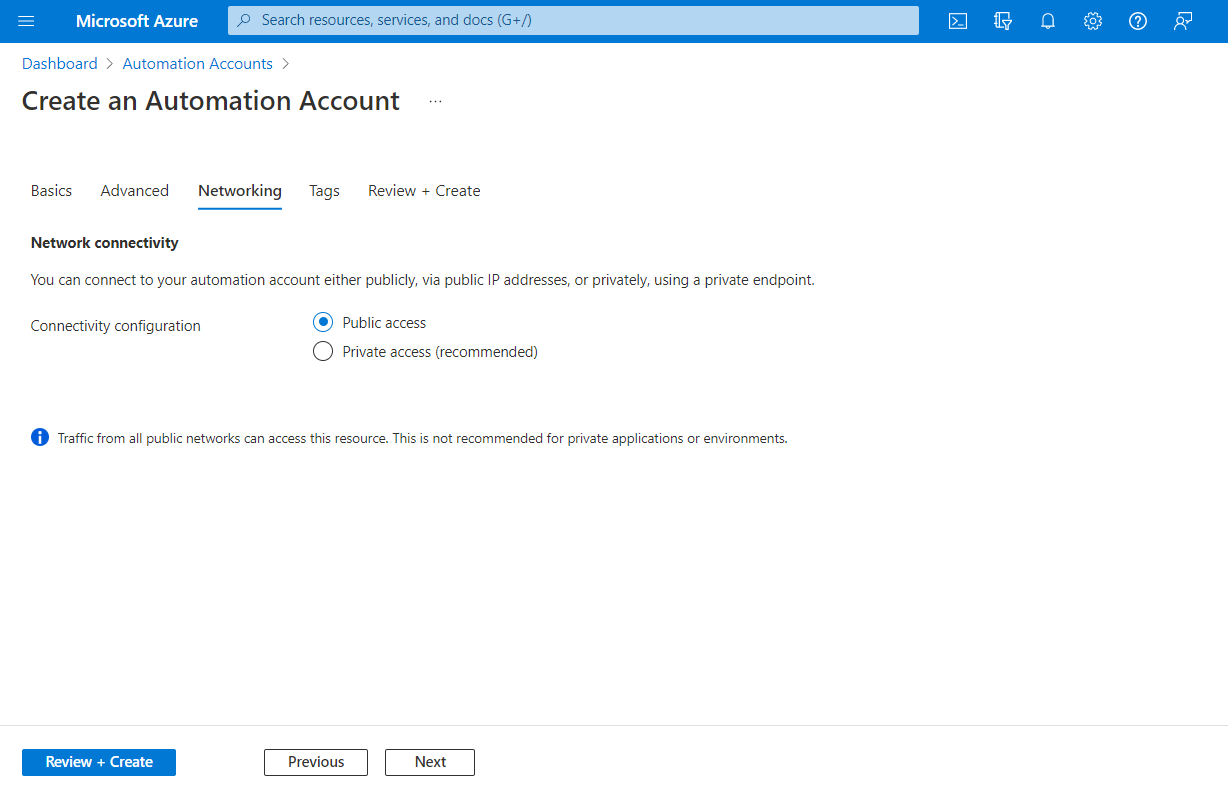 Microsoft Azure
Search resources, services, and docs (G+/)
Dashboard > Automation Accounts >
Create an Automation Account ...
Basics Advanced Networking Tags Review + Create
Network connectivity
You can connect to your automation account either publicly, via public IP addresses, or privately, using a private endpoint.
Connectivity configuration
Public access
Private access (recommended)
Traffic from all public networks can access this resource. This is not recommended for private applications or environments.
Review + Create Previous Next